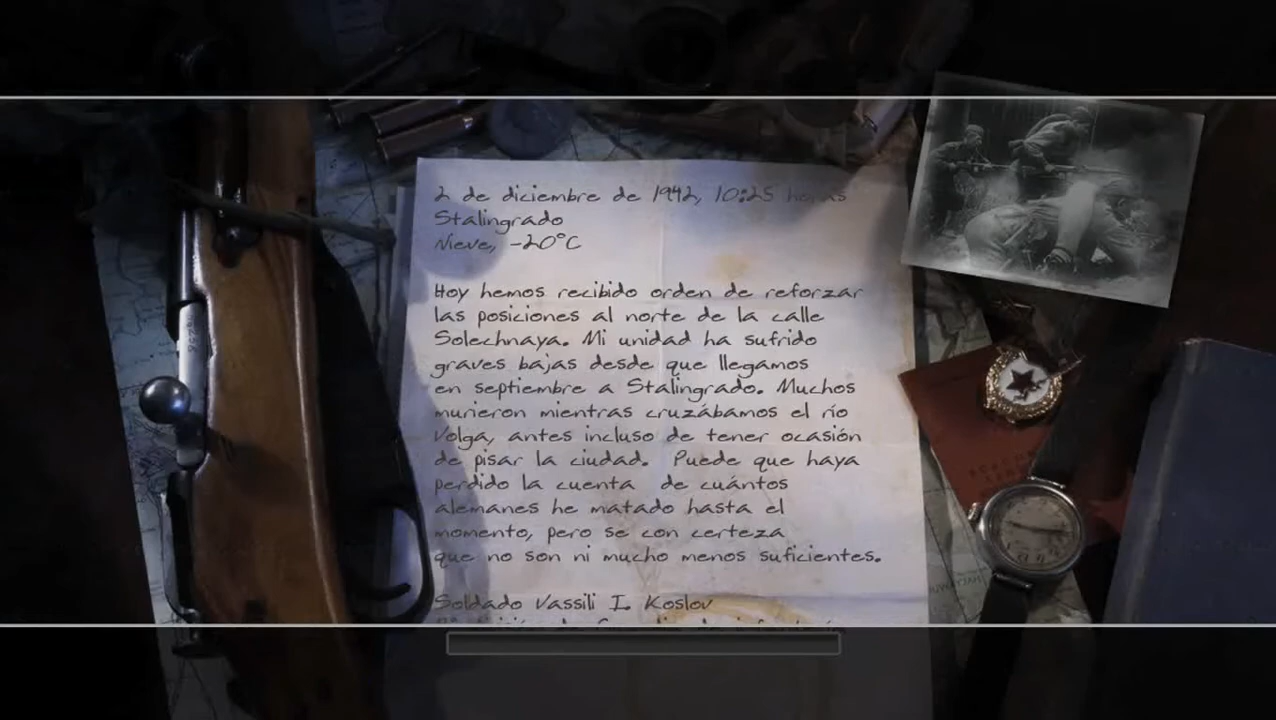 2 de diciembre de 1942, 10:25 horas
Stalingrado
Nieve, -20°C
Hoy hemos recibido orden de reforzar
las posiciones al norte de la calle
Solechnaya. Mi unidad ha sufrido
graves bajas desde que llegamos
en septiembre a Stalingrado. Muchos
murieron mientras cruzábamos el río
Volga, antes incluso de tener ocasión
de pisar la ciudad. Puede que haya
perdido la cuenta de cuántos
alemanes he matado hasta el
momento, pero se con certeza
que no son ni mucho menos suficientes.
Soldado Vassili I. Koslov